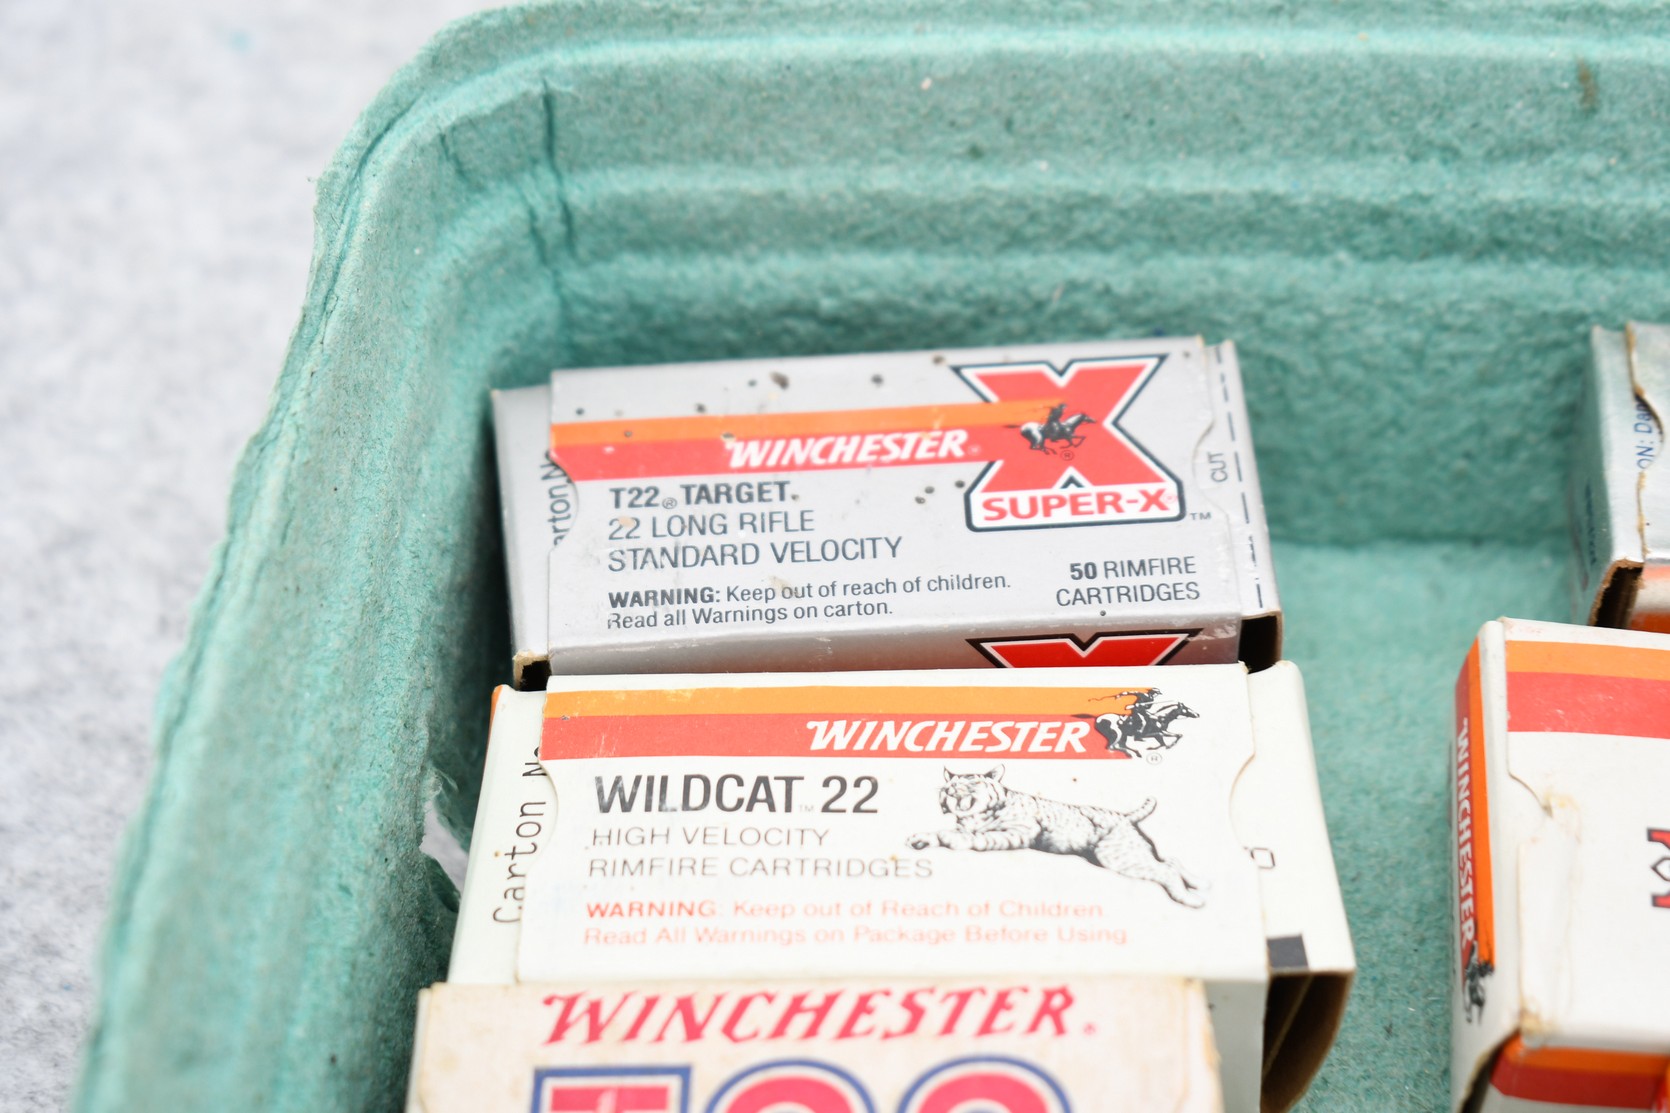 WINCHESTER®
X
SUPER-X®
TM
T22® TARGET.
22 LONG RIFLE
STANDARD VELOCITY
WARNING: Keep out of reach of children.
Read all Warnings on carton.
50 RIMFIRE
CARTRIDGES
CUT
WINCHESTER
®
WILDCAT™ 22
HIGH VELOCITY
RIMFIRE CARTRIDGES
WARNING: Keep out of Reach of Children.
Read All Warnings on Package Before Using
Carton
WINCHESTER®
WINCHESTER